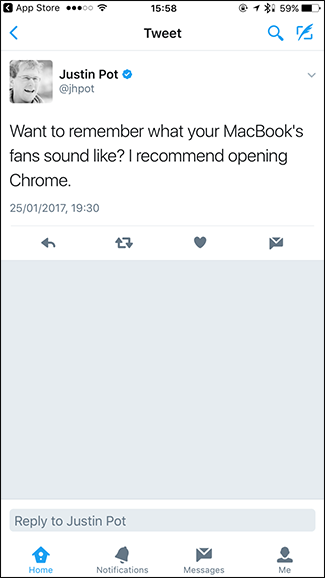 App Store 15:58 59%
Tweet
Justin Pot
@jhpot
Want to remember what your MacBook's
fans sound like? I recommend opening
Chrome.
25/01/2017, 19:30
Reply to Justin Pot
Home Notifications Messages Me